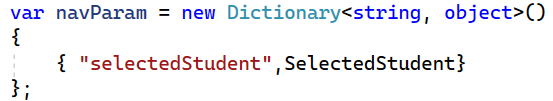 var navParam = new Dictionary<string, object>()
{
    { "selectedStudent",SelectedStudent}
};